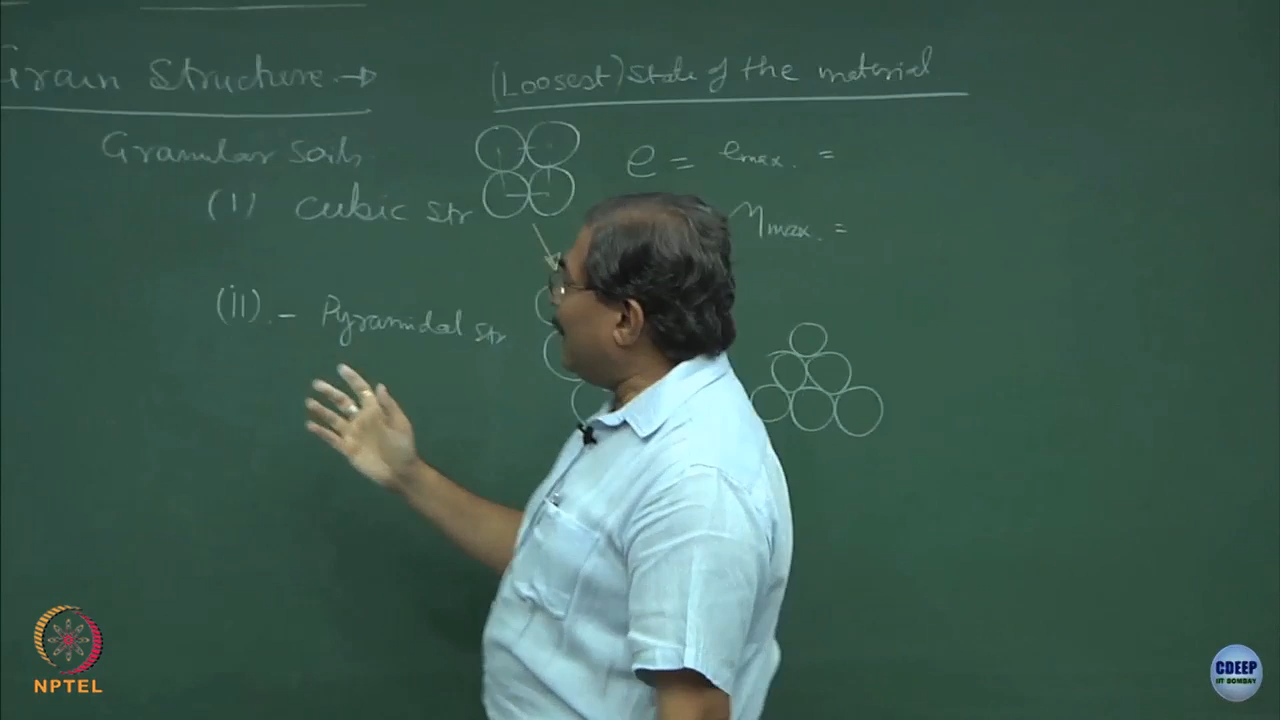 Grain Structure →
(Loosest) State of the material
Granular Soils
(I) cubic str
e = emax. =
ηmax. =
(II). - Pyramidal str
NPTEL
CDEEP
IIT BOMBAY